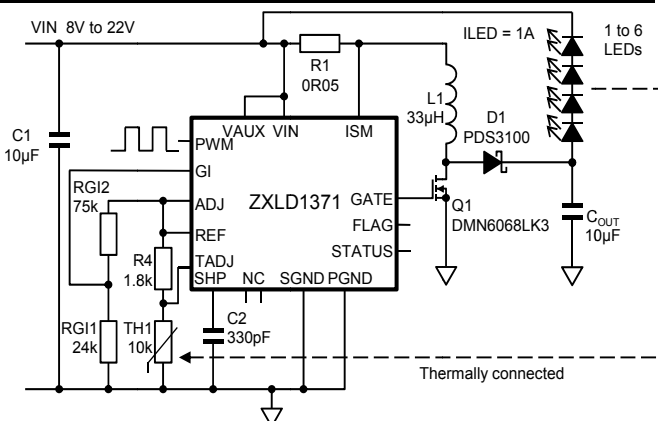 VIN 8V to 22V
ILED = 1A
1 to 6
LEDs
R1
0R05
L1
33µH
D1
PDS3100
C1
10µF
VAUX VIN ISM
PWM
GI
ADJ
REF
TADJ
SHP NC SGND PGND
ZXLD1371
GATE
FLAG
STATUS
Q1
DMN6068LK3
COUT
10µF
RGI2
75k
R4
1.8k
RGI1
24k
TH1
10k
C2
330pF
Thermally connected